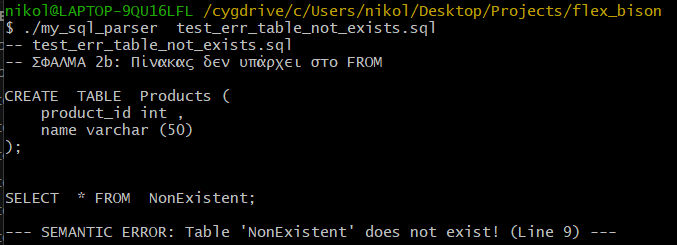 nikol@LAPTOP-9QU16LFL /cygdrive/c/Users/nikol/Desktop/Projects/flex_bison
$ ./my_sql_parser  test_err_table_not_exists.sql
-- test_err_table_not_exists.sql
-- ΣΦΑΛΜΑ 2b: Πίνακας δεν υπάρχει στο FROM
CREATE  TABLE  Products (
    product_id int ,
    name varchar (50)
);
SELECT  * FROM  NonExistent;
--- SEMANTIC ERROR: Table 'NonExistent' does not exist! (Line 9) ---